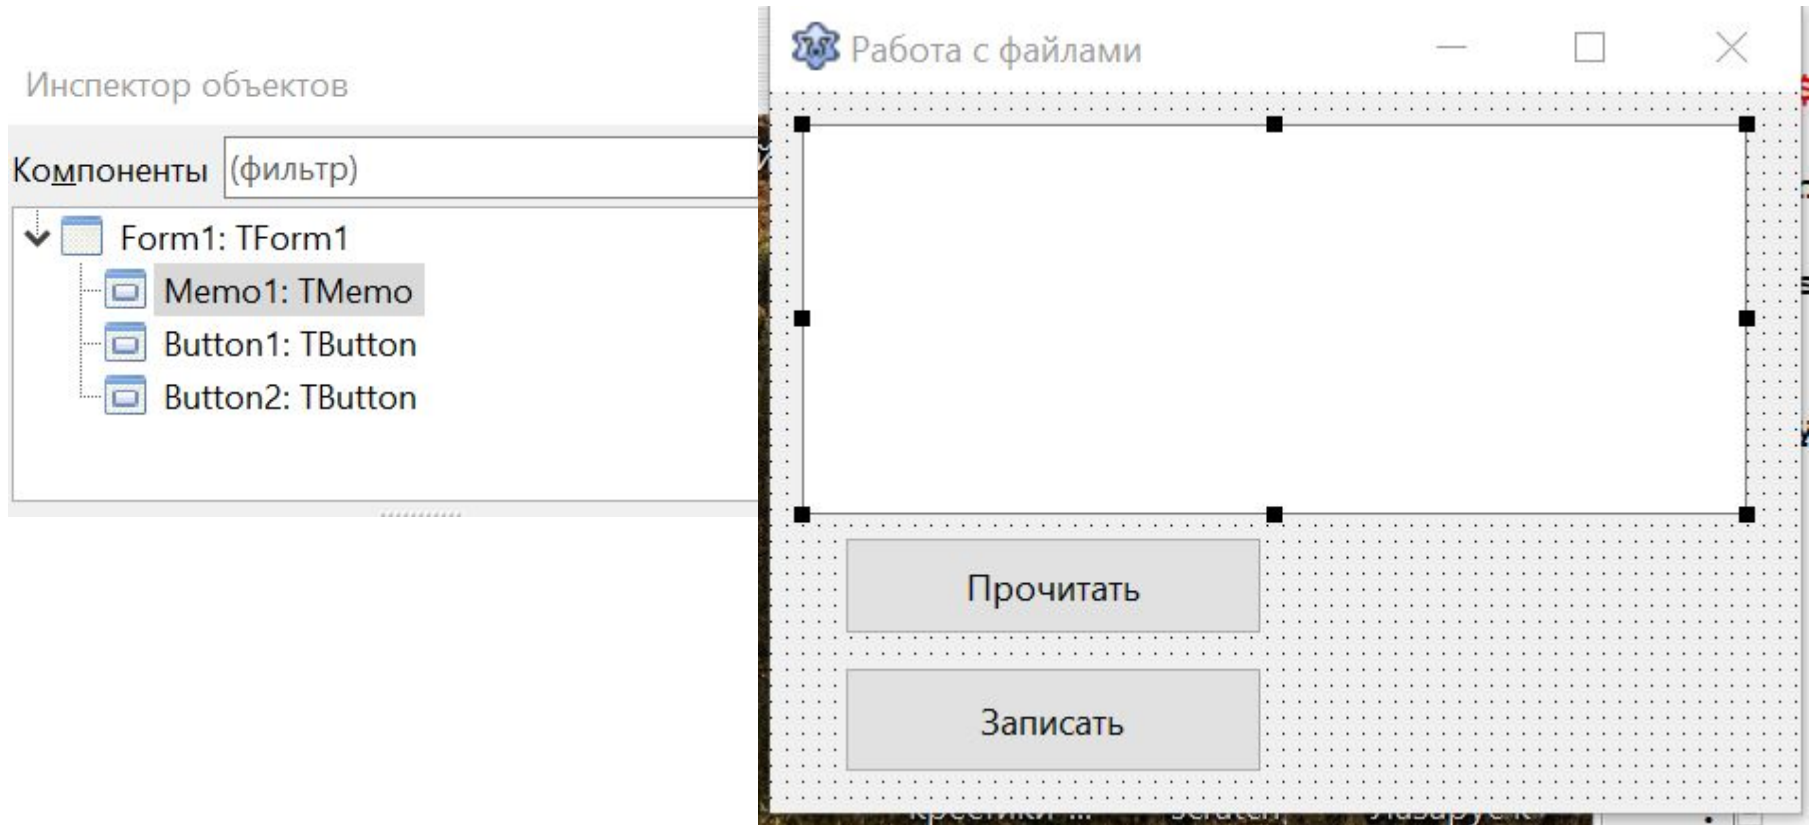 Инспектор объектов
Компоненты (фильтр)
Form1: TForm1
Memo1: TMemo
Button1: TButton
Button2: TButton
Работа с файлами
Прочитать
Записать